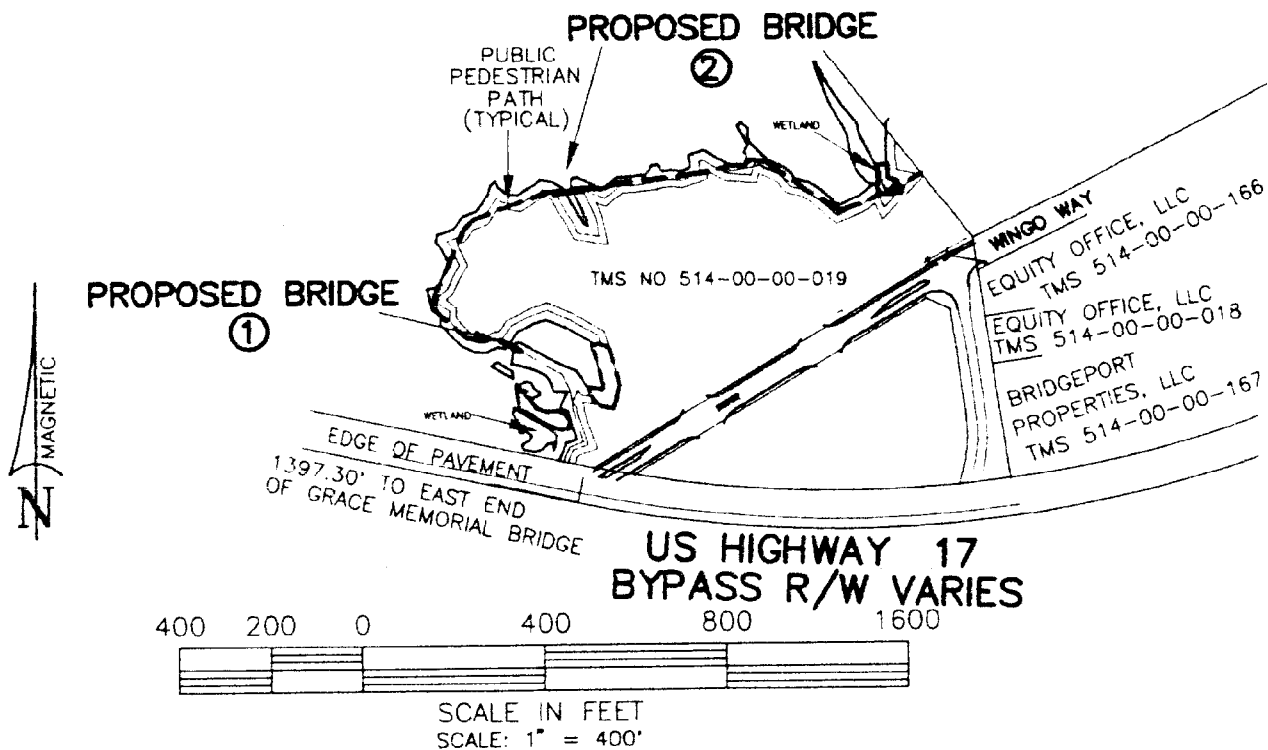 PROPOSED BRIDGE
2
PUBLIC
PEDESTRIAN
PATH
(TYPICAL)
WETLAND
WINGO WAY
EQUITY OFFICE, LLC
TMS 514-00-00-166
TMS NO 514-00-00-019
PROPOSED BRIDGE
1
EQUITY OFFICE, LLC
TMS 514-00-00-018
BRIDGEPORT
PROPERTIES, LLC
TMS 514-00-00-167
MAGNETIC
N
WETLAND
EDGE OF PAVEMENT
1397.30' TO EAST END
OF GRACE MEMORIAL BRIDGE
US HIGHWAY 17
BYPASS R/W VARIES
400 200 0 400 800 1600
SCALE IN FEET
SCALE: 1" = 400'